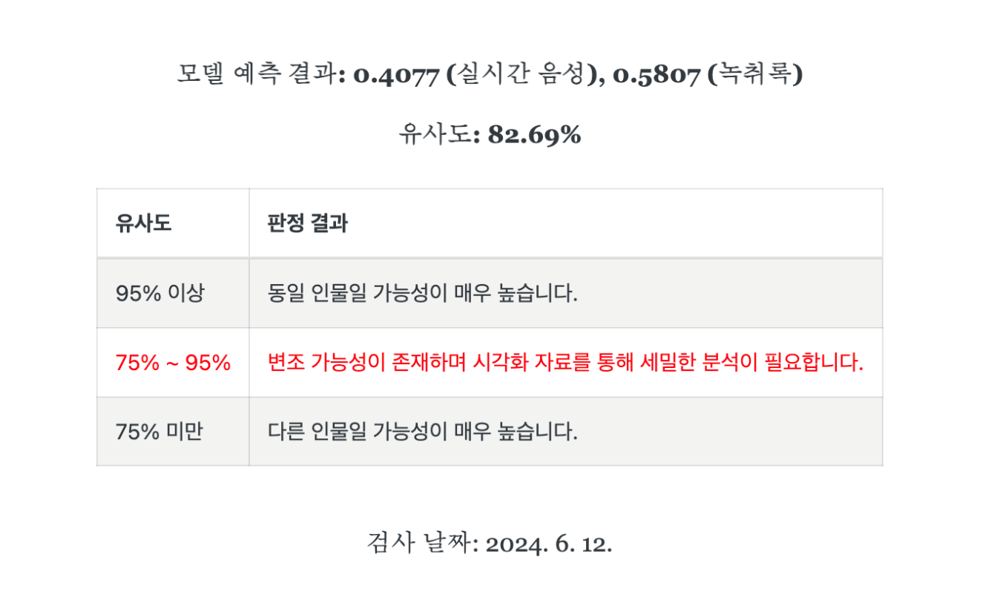 모델 예측 결과: 0.4077 (실시간 음성), 0.5807 (녹취록)
유사도: 82.69%
유사도 판정 결과
95% 이상 동일 인물일 가능성이 매우 높습니다.
75% ~ 95% 변조 가능성이 존재하며 시각화 자료를 통해 세밀한 분석이 필요합니다.
75% 미만 다른 인물일 가능성이 매우 높습니다.
검사 날짜: 2024. 6. 12.